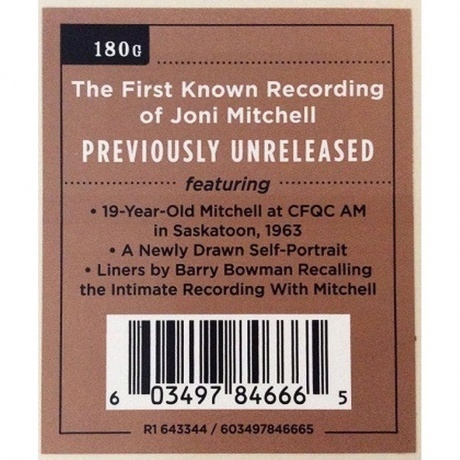 180G
The First Known Recording
of Joni Mitchell
PREVIOUSLY UNRELEASED
featuring
• 19-Year-Old Mitchell at CFQC AM
in Saskatoon, 1963
• A Newly Drawn Self-Portrait
• Liners by Barry Bowman Recalling
the Intimate Recording With Mitchell
6 03497 84666 5
R1 643344 / 603497846665